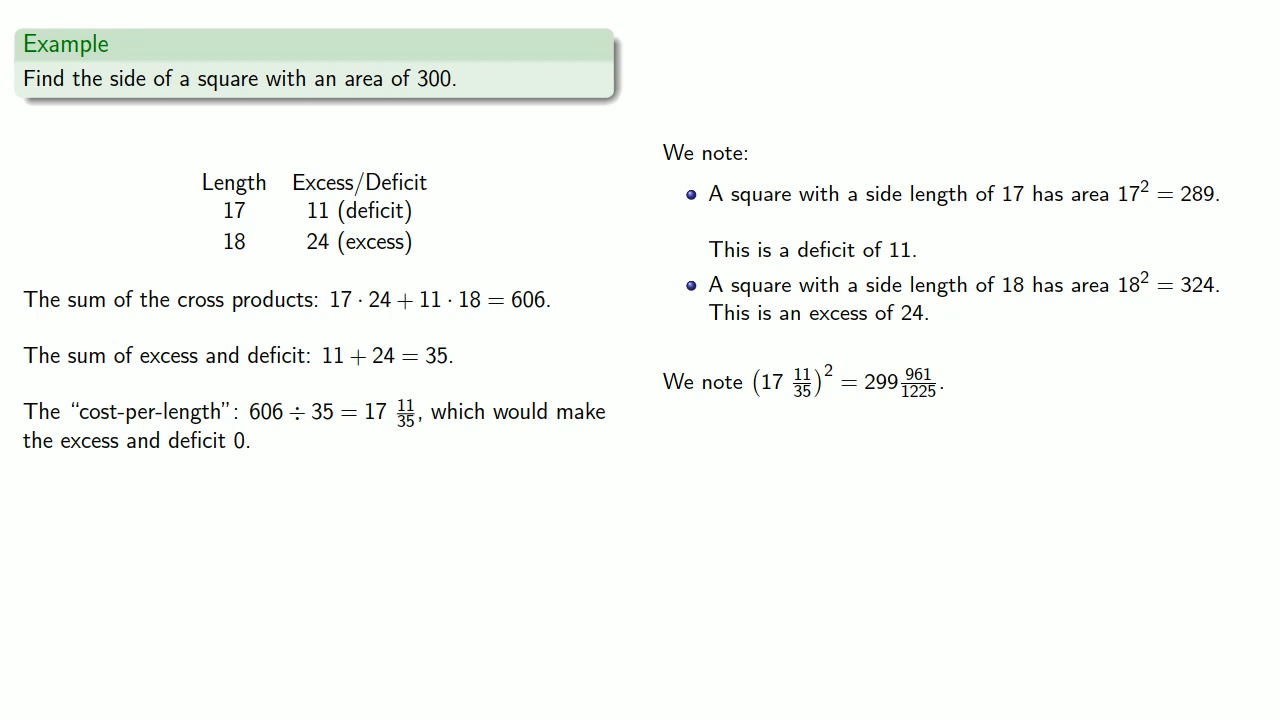 Example
Find the side of a square with an area of 300.
Length Excess/Deficit
17 11 (deficit)
18 24 (excess)
The sum of the cross products: 17 · 24 + 11 · 18 = 606.
The sum of excess and deficit: 11 + 24 = 35.
The “cost-per-length”: 606 ÷ 35 = 17 11/35, which would make
the excess and deficit 0.
We note:
A square with a side length of 17 has area 17² = 289.
This is a deficit of 11.
A square with a side length of 18 has area 18² = 324.
This is an excess of 24.
We note (17 11/35)² = 299 961/1225.